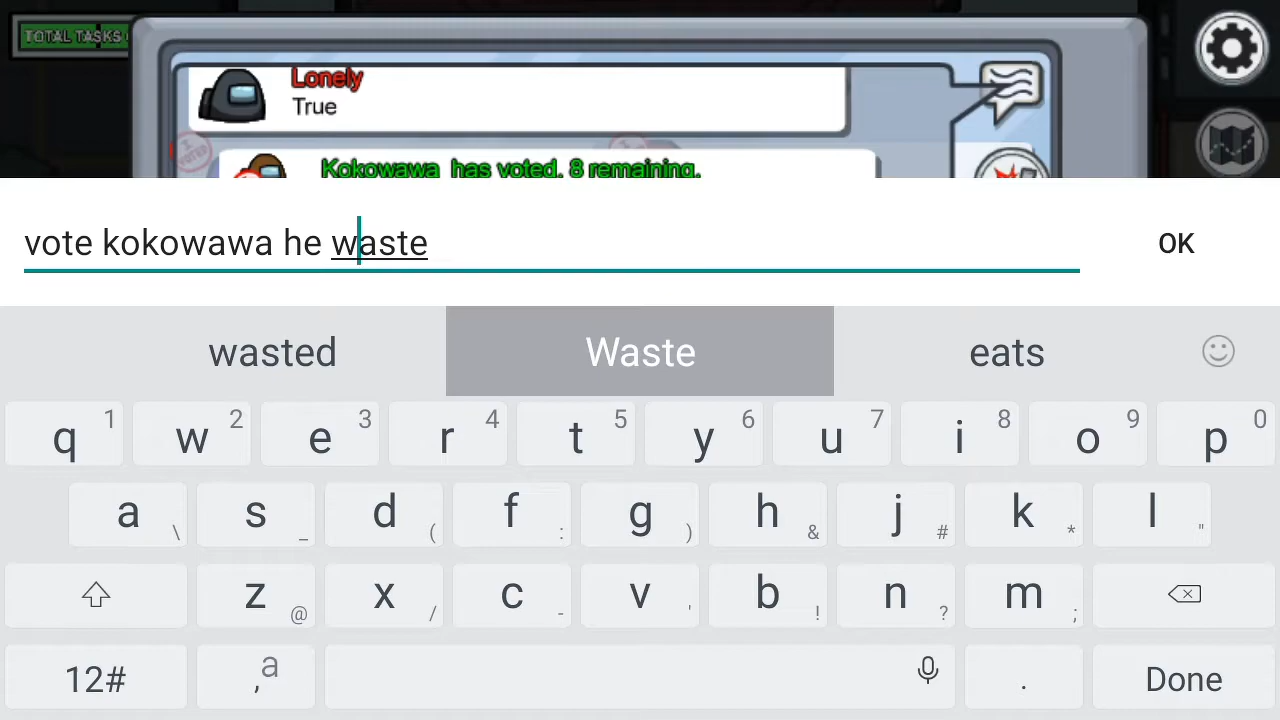 TOTAL TASKS
Lonely
True
Kokowawa has voted. 8 remaining.
vote kokowawa he waste
OK
wasted Waste eats
q 1 w 2 e 3 r 4 t 5 y 6 u 7 i 8 o 9 p 0
a \ s _ d ( f : g ) h & j # k * l "
z @ x / c - v ' b ! n ? m ;
12# , a . Done